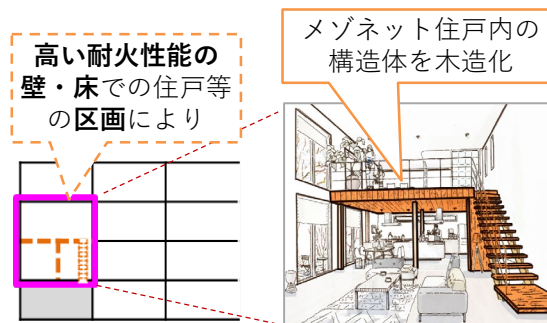 高い耐火性能の
壁・床での住戸等
の区画により
メゾネット住戸内の
構造体を木造化